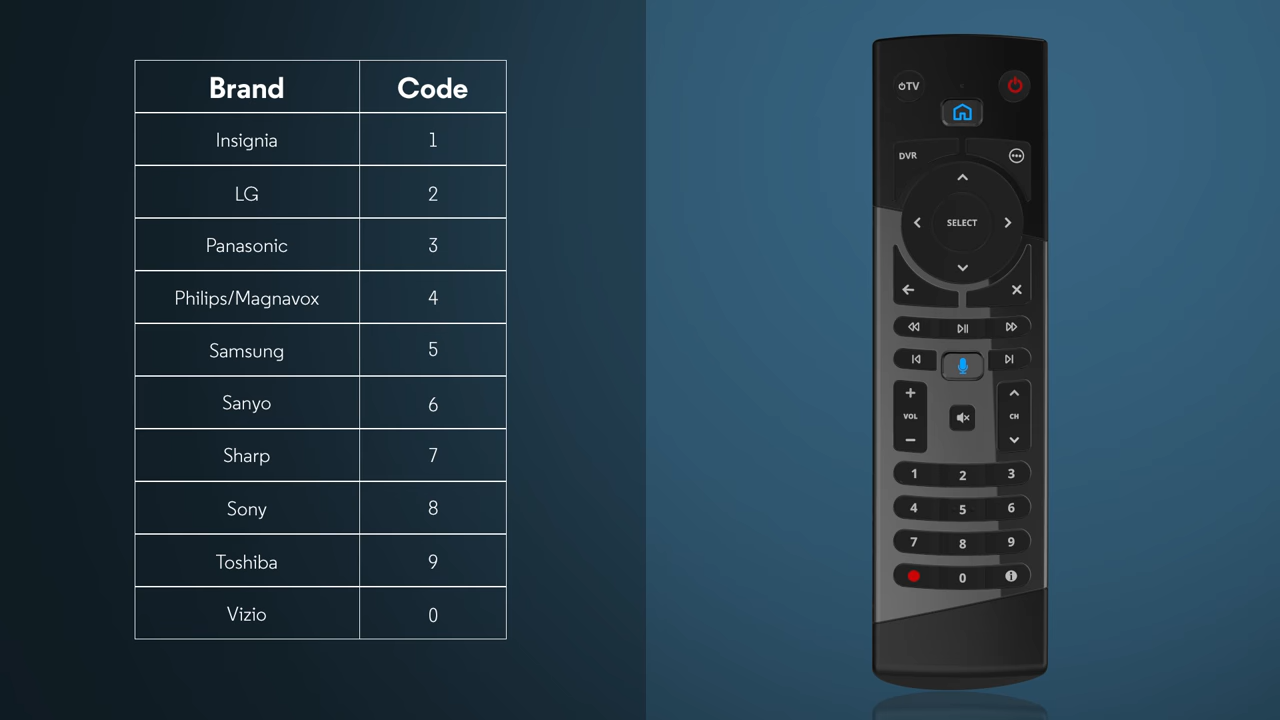 Brand Code
Insignia 1
LG 2
Panasonic 3
Philips/Magnavox 4
Samsung 5
Sanyo 6
Sharp 7
Sony 8
Toshiba 9
Vizio 0
TV
DVR
SELECT
VOL CH
1 2 3
4 5 6
7 8 9
0